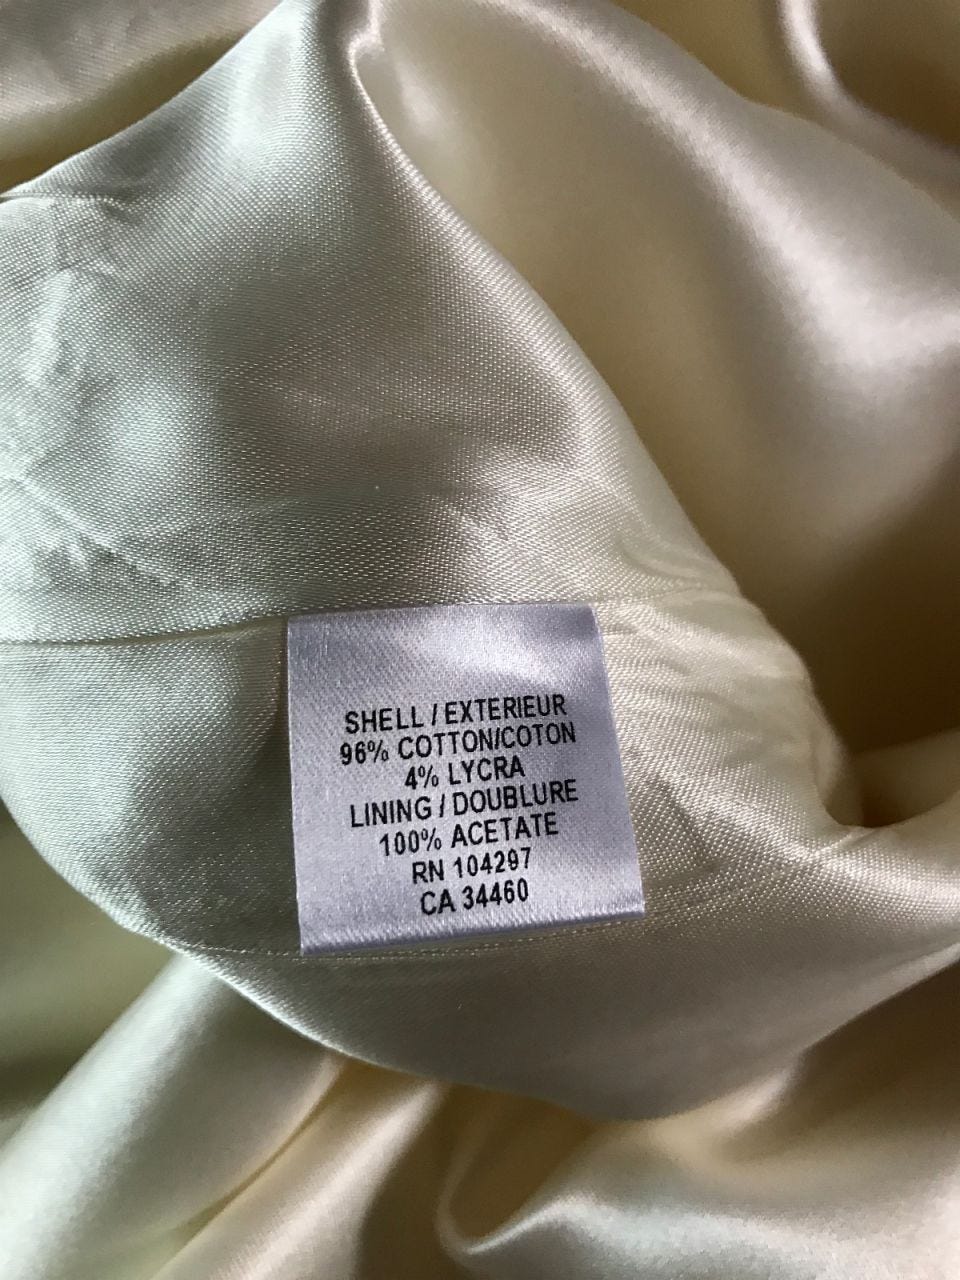 SHELL / EXTERIEUR
96% COTTON/COTON
4% LYCRA
LINING / DOUBLURE
100% ACETATE
RN 104297
CA 34460